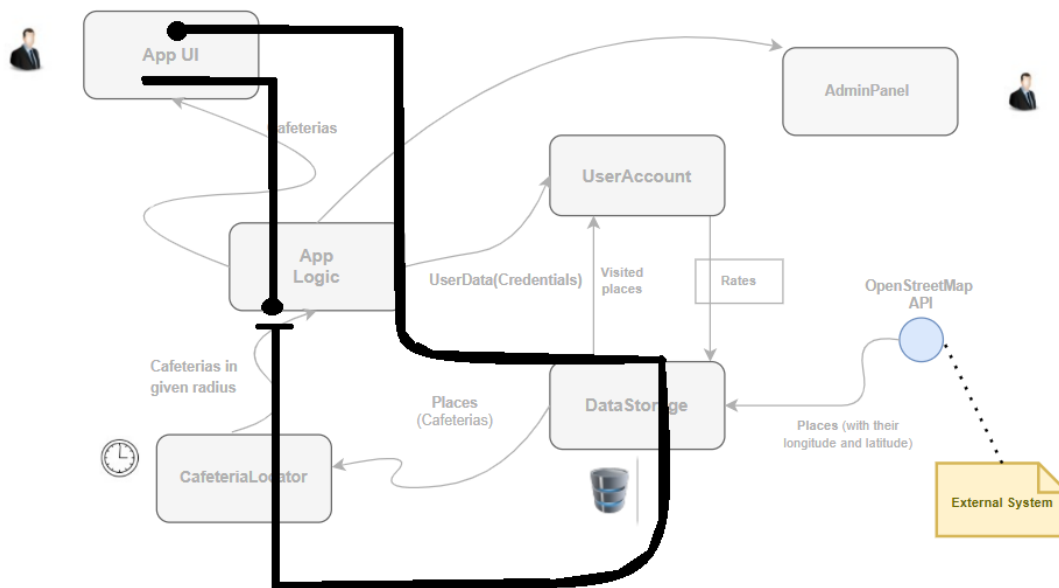 App UI
AdminPanel
Cafeterias
UserAccount
App
Logic
UserData(Credentials)
Visited
places
Rates
OpenStreetMap
API
Cafeterias in
given radius
Places
(Cafeterias)
DataStorage
Places (with their
longitude and latitude)
CafeteriaLocator
External System